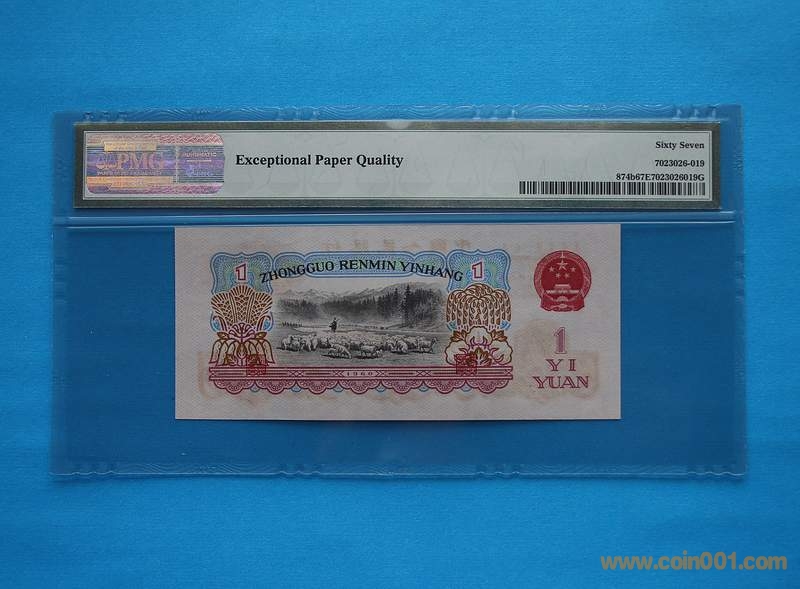 PMG
Exceptional Paper Quality
Sixty Seven
7023026-019
874b67E7023026019G
1 ZHONGGUO RENMIN YINHANG 1
1
YI
YUAN
1960
www.coin001.com